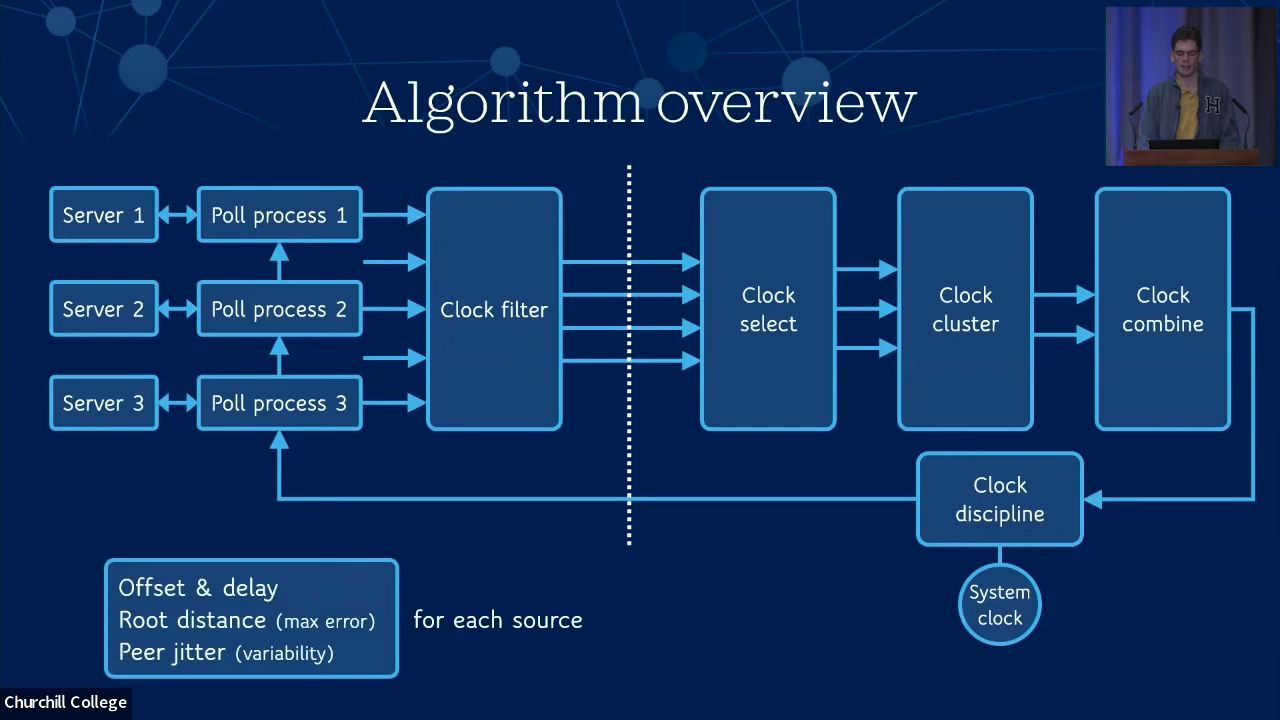 Algorithm overview
H
Server 1
Poll process 1
Server 2
Poll process 2
Server 3
Poll process 3
Clock filter
Clock
select
Clock
cluster
Clock
combine
Clock
discipline
System
clock
Offset & delay
Root distance (max error)
Peer jitter (variability)
for each source
Churchill College